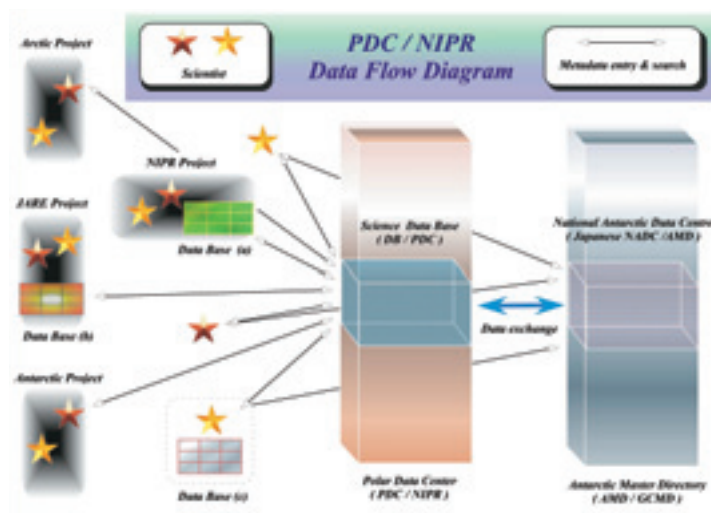 Arctic Project
Scientist
PDC / NIPR
Data Flow Diagram
Metadata entry & search
NIPR Project
JARE Project
Data Base (a)
Science Data Base
( DB / PDC )
National Antarctic Data Centre
( Japanese NADC /AMD )
Data Base (b)
Data exchange
Antarctic Project
Data Base (c)
Polar Data Center
( PDC / NIPR )
Antarctic Master Directory
( AMD / GCMD )